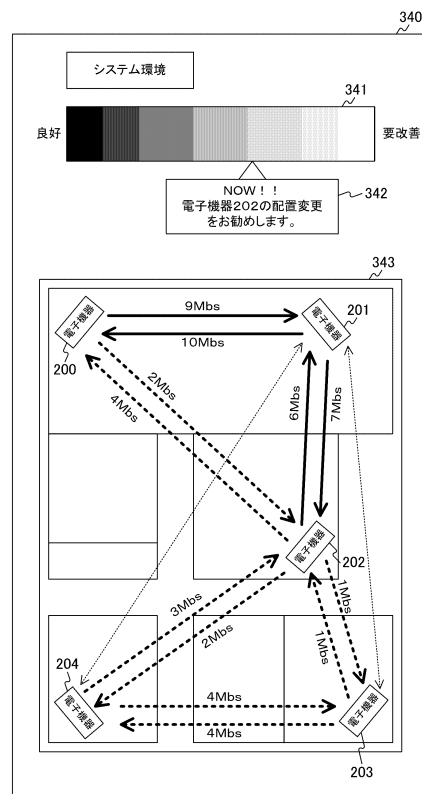 340
システム環境
341
良好
要改善
NOW!!
電子機器202の配置変更
をお勧めします。
342
343
電子機器
200
9Mbs
10Mbs
電子機器
201
2Mbs
4Mbs
6Mbs
7Mbs
電子機器
202
3Mbs
2Mbs
1Mbs
1Mbs
204
電子機器
4Mbs
4Mbs
電子機器
203